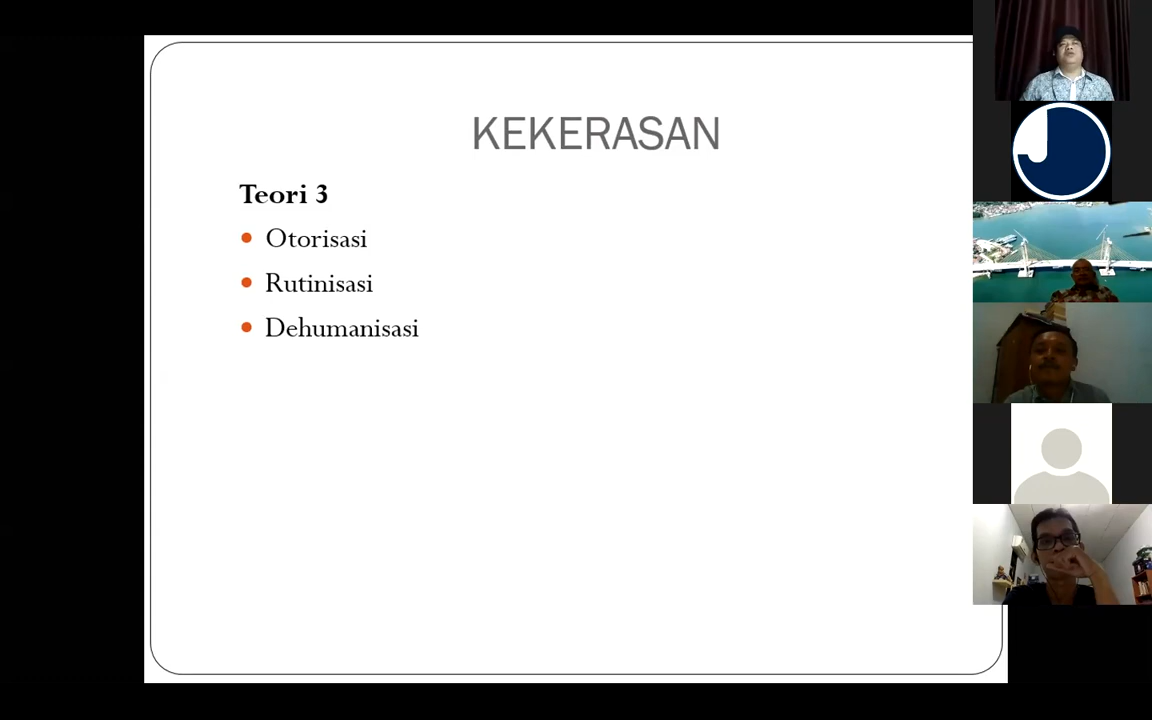 KEKERASAN
Teori 3
Otorisasi
Rutinisasi
Dehumanisasi